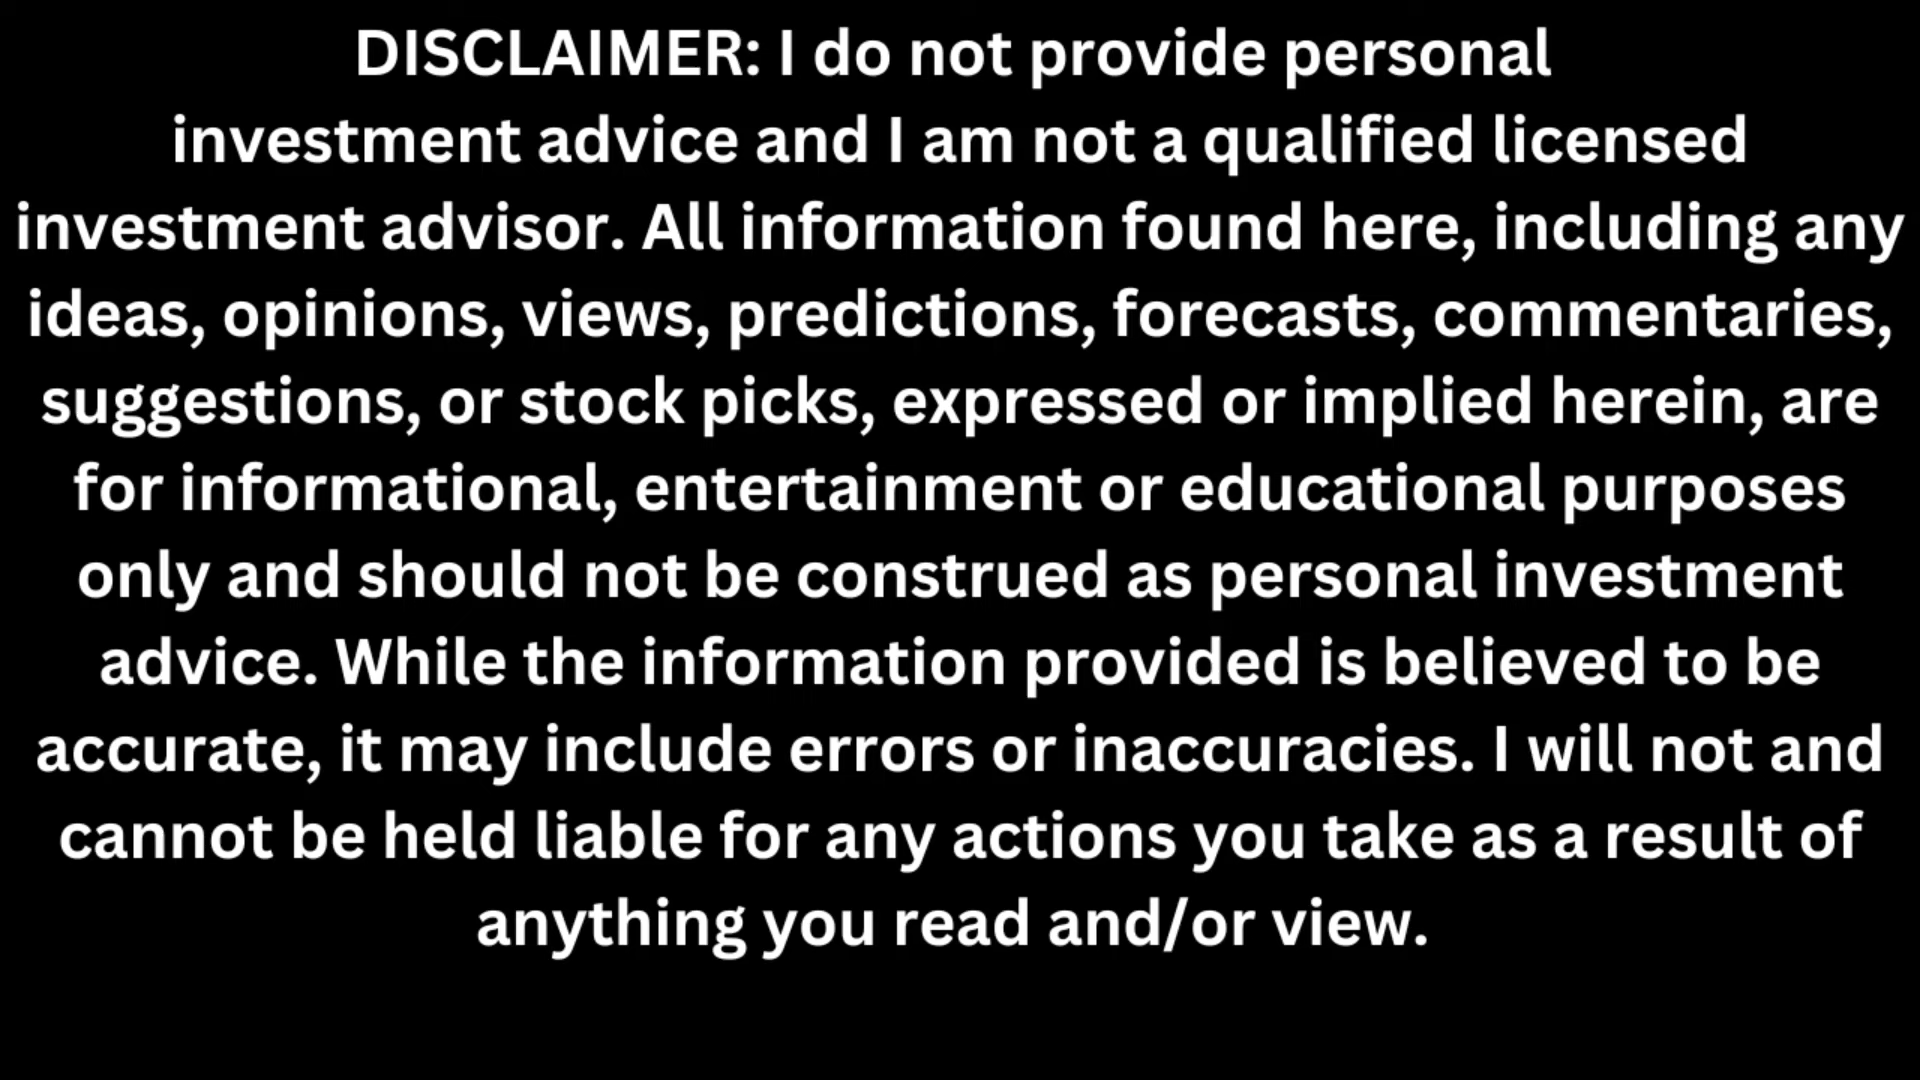 DISCLAIMER: I do not provide personal
investment advice and I am not a qualified licensed
investment advisor. All information found here, including any
ideas, opinions, views, predictions, forecasts, commentaries,
suggestions, or stock picks, expressed or implied herein, are
for informational, entertainment or educational purposes
only and should not be construed as personal investment
advice. While the information provided is believed to be
accurate, it may include errors or inaccuracies. I will not and
cannot be held liable for any actions you take as a result of
anything you read and/or view.